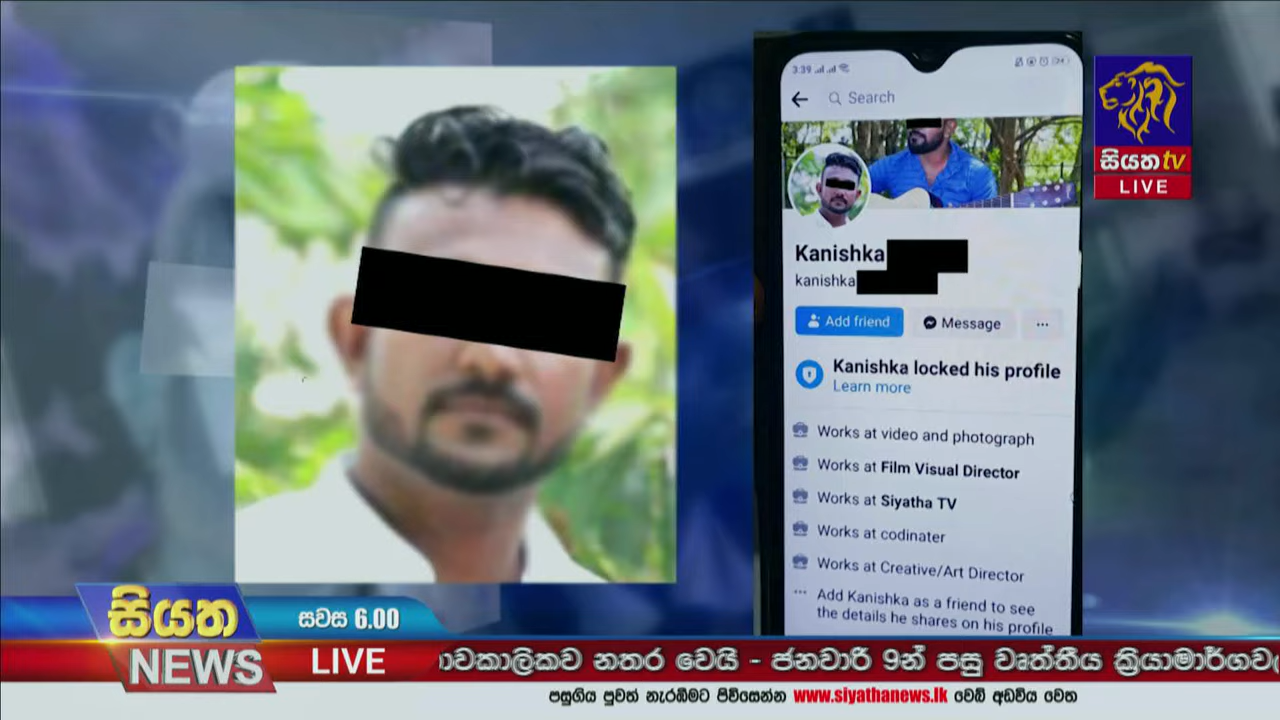 3:39
Search
Kanishka
kanishka
Add friend
Message
...
Kanishka locked his profile
Learn more
Works at video and photograph
Works at Film Visual Director
Works at Siyatha TV
Works at codinater
Works at Creative/Art Director
Add Kanishka as a friend to see
the details he shares on his profile
සියත tv
LIVE
සියත
සවස 6.00
NEWS
LIVE
නතර වෙයි - ජනවාරි 9න් පසු වෘත්තීය
පසුගිය පුවත් නැරඹීමට පිවිසෙන්න www.siyathanews.lk වෙබ් අඩවිය වෙත